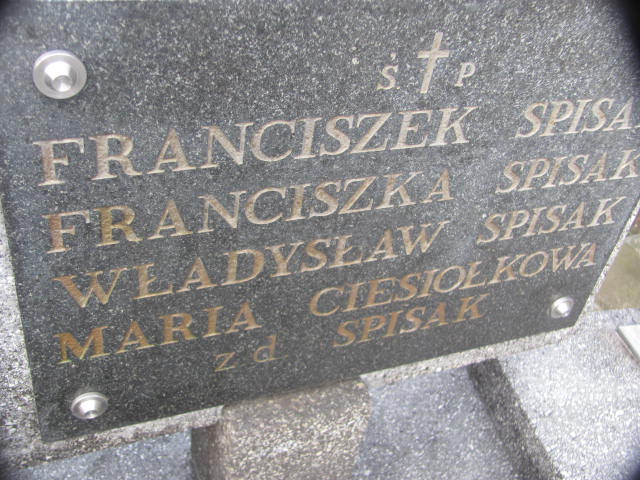 Ś P
FRANCISZEK SPISA
FRANCISZKA SPISAK
WŁADYSŁAW SPISAK
MARIA CIESIOŁKOWA
zd SPISAK